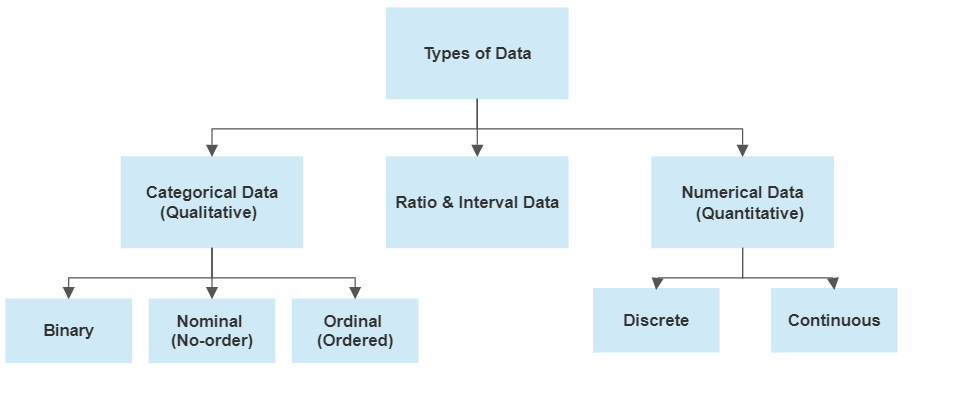 Types of Data
Categorical Data
(Qualitative)
Ratio & Interval Data
Numerical Data
(Quantitative)
Binary
Nominal
(No-order)
Ordinal
(Ordered)
Discrete
Continuous